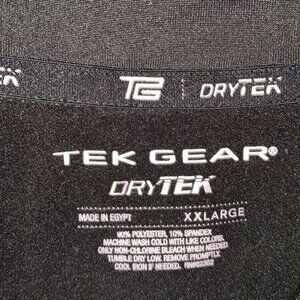 TG DRYTEK
TEK GEAR®
DRYTEK
MADE IN EGYPT XXLARGE
90% POLYESTER, 10% SPANDEX
MACHINE WASH COLD WITH LIKE COLORS.
ONLY NON-CHLORINE BLEACH WHEN NEEDED
TUMBLE DRY LOW. REMOVE PROMPTLY.
COOL IRON IF NEEDED.